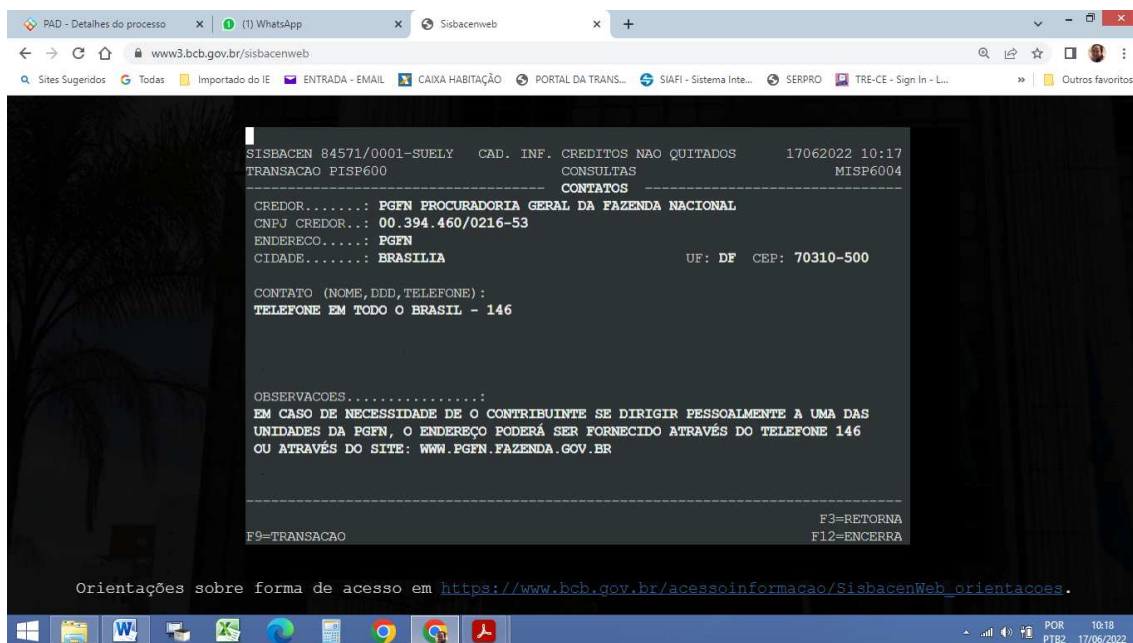 PAD - Detalhes do processo
(1) WhatsApp
Sisbacenweb
www3.bcb.gov.br/sisbacenweb
Sites Sugeridos Todas Importado do IE ENTRADA - EMAIL CAIXA HABITAÇÃO PORTAL DA TRANS... SIAFI - Sistema Inte... SERPRO TRE-CE - Sign In - L... » Outros favoritos
SISBACEN 84571/0001-SUELY CAD. INF. CREDITOS NAO QUITADOS 17062022 10:17
TRANSACAO PISP600 CONSULTAS MISP6004
---------------------------------- CONTATOS ------------------------------
CREDOR.......: PGFN PROCURADORIA GERAL DA FAZENDA NACIONAL
CNPJ CREDOR..: 00.394.460/0216-53
ENDERECO.....: PGFN
CIDADE.......: BRASILIA UF: DF CEP: 70310-500
CONTATO (NOME,DDD,TELEFONE):
TELEFONE EM TODO O BRASIL - 146
OBSERVACOES................:
EM CASO DE NECESSIDADE DE O CONTRIBUINTE SE DIRIGIR PESSOALMENTE A UMA DAS
UNIDADES DA PGFN, O ENDEREÇO PODERÁ SER FORNECIDO ATRAVÉS DO TELEFONE 146
OU ATRAVÉS DO SITE: WWW.PGFN.FAZENDA.GOV.BR
F3=RETORNA
F9=TRANSACAO F12=ENCERRA
Orientações sobre forma de acesso em https://www.bcb.gov.br/acessoinformacao/SisbacenWeb_orientacoes.
POR 10:18
PTB2 17/06/2022